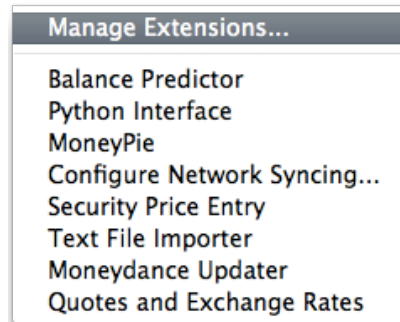 Manage Extensions...
Balance Predictor
Python Interface
MoneyPie
Configure Network Syncing...
Security Price Entry
Text File Importer
Moneydance Updater
Quotes and Exchange Rates